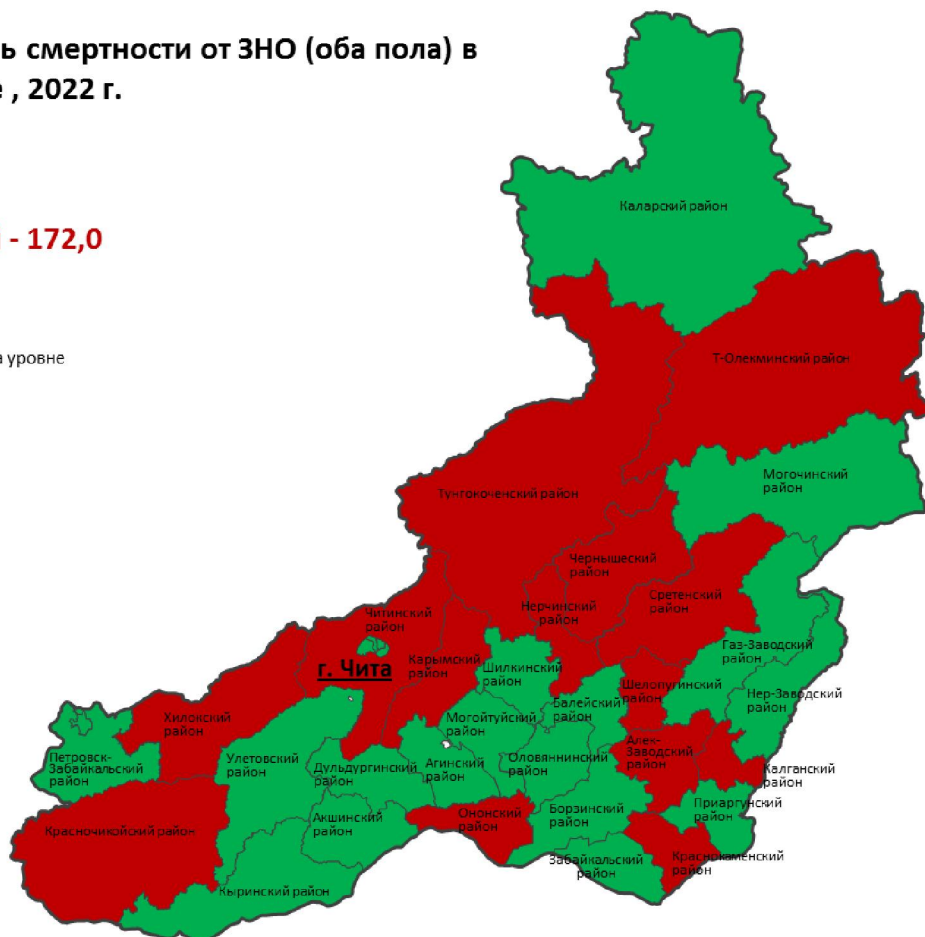 ь смертности от ЗНО (оба пола) в
е , 2022 г.
- 172,0
а уровне
Каларский район
Т-Олекминский район
Могочинский
район
Тунгокоченский район
Чернышеский
район
Нерчинский
район
Сретенский
район
Читинский
район
г. Чита
Карымский
район
Шилкинский
район
Газ-Заводский
район
Шелопугинский
район
Нер-Заводский
район
Балейский
район
Хилокский
район
Могойтуйский
район
Улетовский
район
Дульдургинский
район
Агинский
район
Оловяннинский
район
Алек-
Заводский
район
Калганский
район
Петровск-
Забайкальский
район
Приаргунский
район
Акшинский
район
Ононский
район
Борзинский
район
Красночикойский район
Забайкальский
район
Краснокаменский
район
Кыринский район